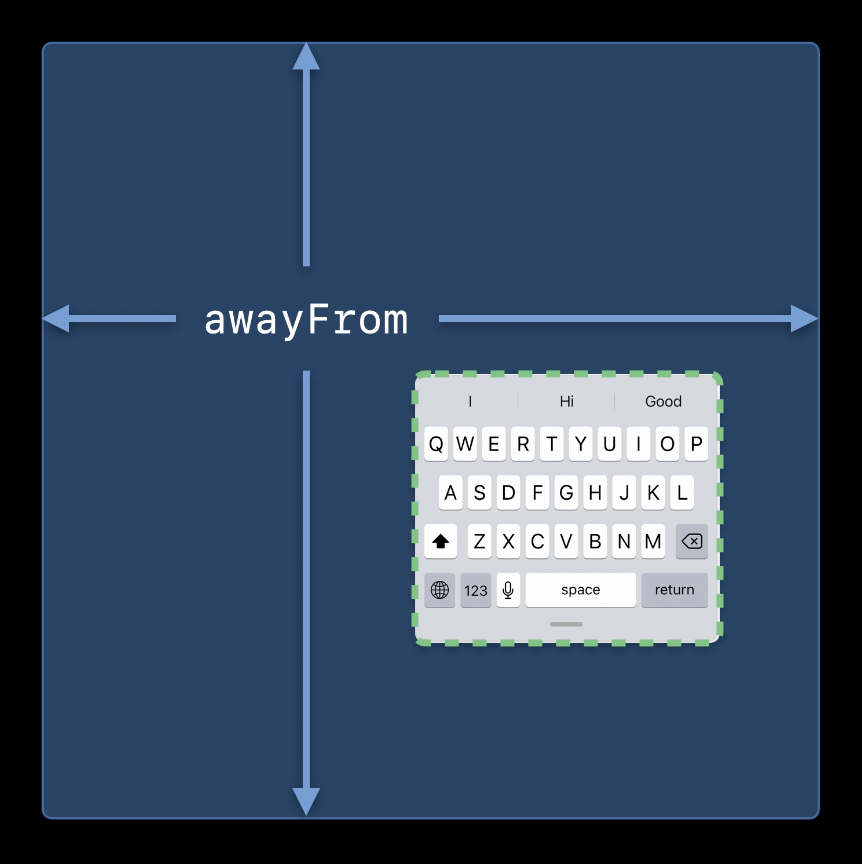 awayFrom
I Hi Good
Q W E R T Y U I O P
A S D F G H J K L
Z X C V B N M
123 space return